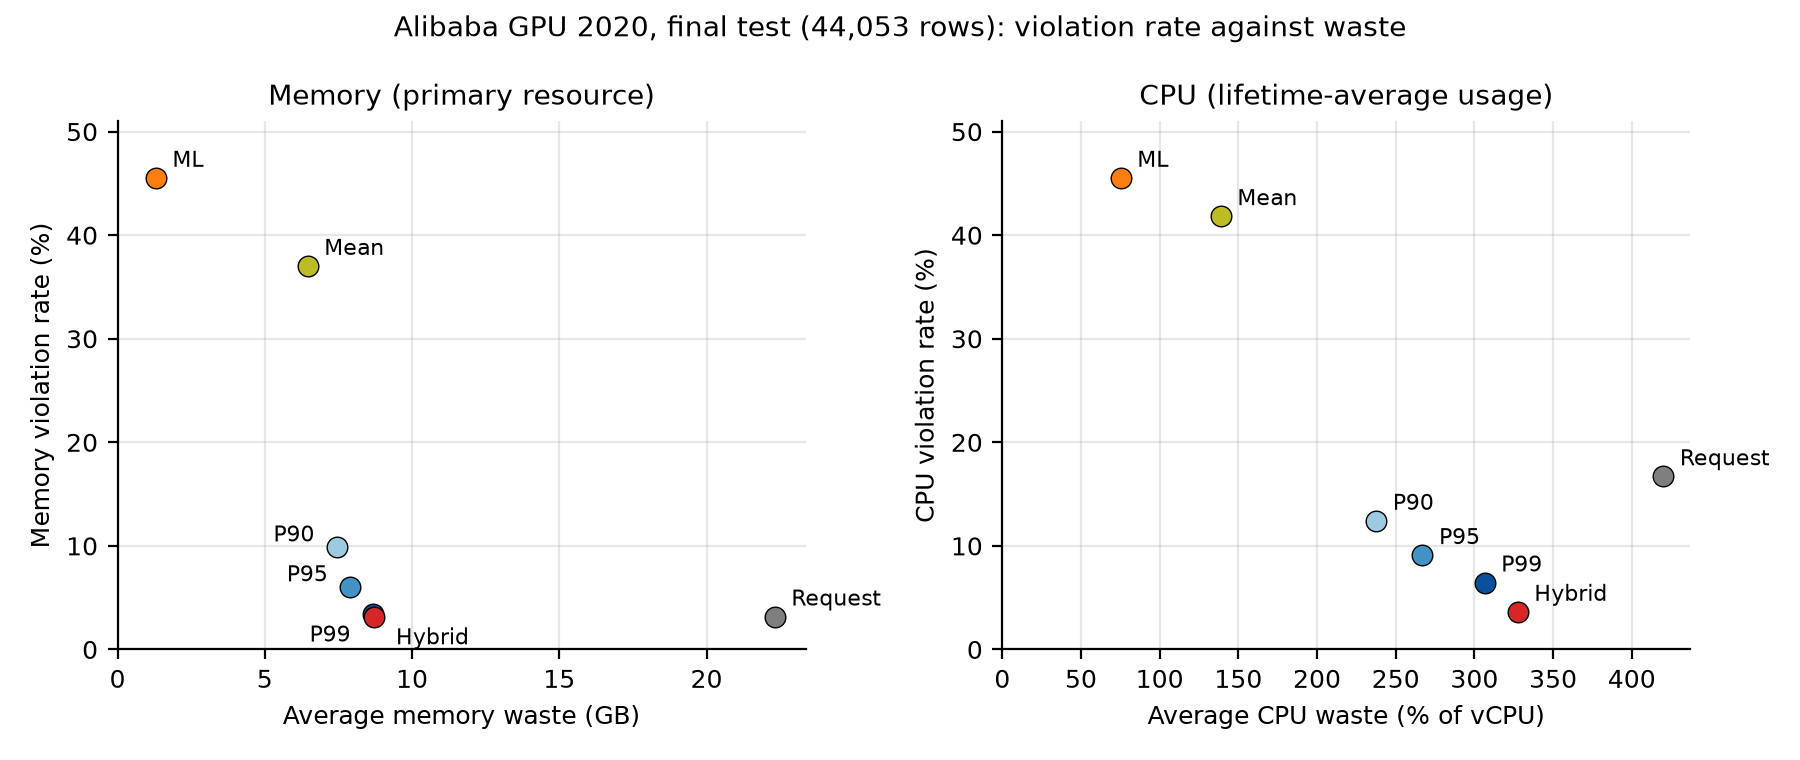 Alibaba GPU 2020, final test (44,053 rows): violation rate against waste
Memory (primary resource)
Memory violation rate (%)
50
40
30
20
10
0
ML
Mean
P90
P95
P99
Hybrid
Request
0 5 10 15 20
Average memory waste (GB)
CPU (lifetime-average usage)
CPU violation rate (%)
50
40
30
20
10
0
ML
Mean
Request
P90
P95
P99
Hybrid
0 50 100 150 200 250 300 350 400
Average CPU waste (% of vCPU)